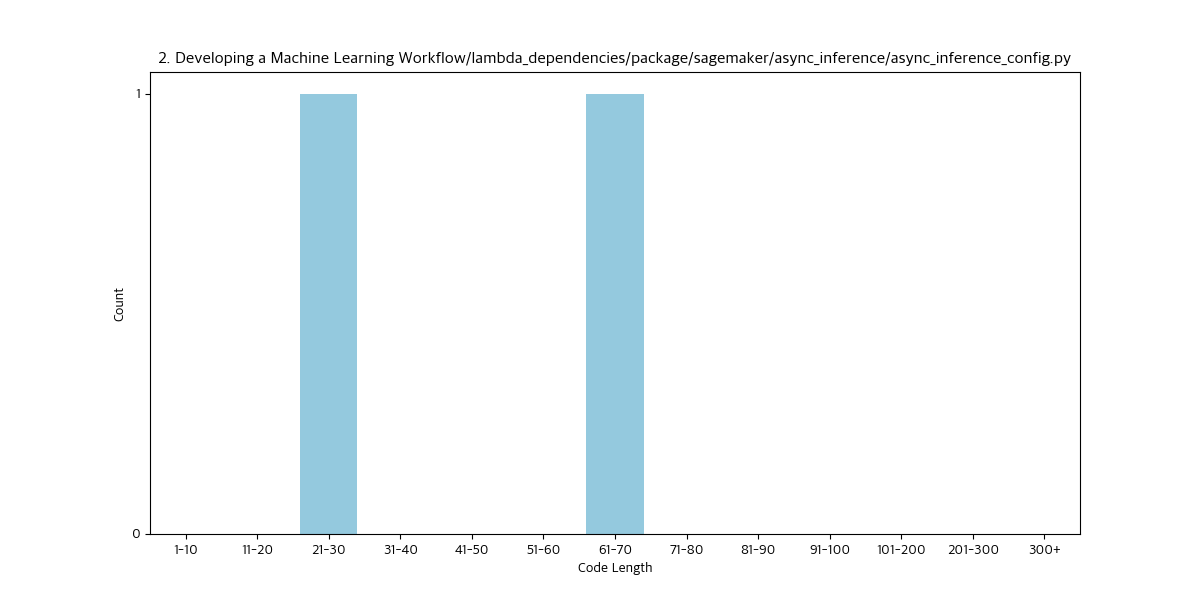 2. Developing a Machine Learning Workflow/lambda_dependencies/package/sagemaker/async_inference/async_inference_config.py
1
Count
0
1-10 11-20 21-30 31-40 41-50 51-60 61-70 71-80 81-90 91-100 101-200 201-300 300+
Code Length